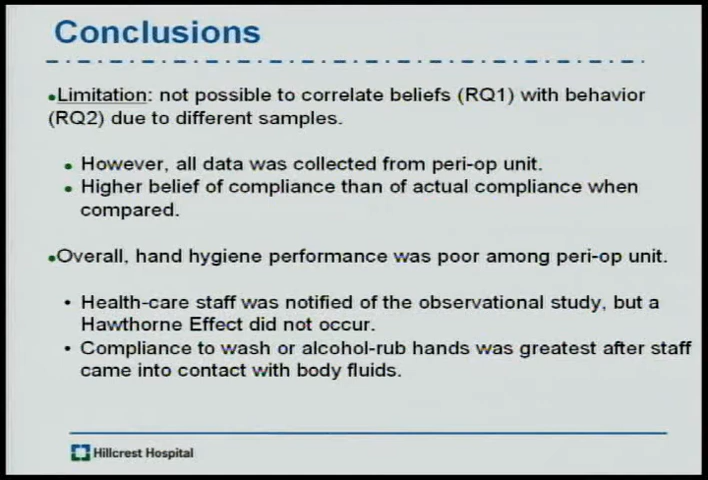 Conclusions
•Limitation: not possible to correlate beliefs (RQ1) with behavior
(RQ2) due to different samples.
• However, all data was collected from peri-op unit.
• Higher belief of compliance than of actual compliance when
compared.
•Overall, hand hygiene performance was poor among peri-op unit.
• Health-care staff was notified of the observational study, but a
Hawthorne Effect did not occur.
• Compliance to wash or alcohol-rub hands was greatest after staff
came into contact with body fluids.
Hillcrest Hospital